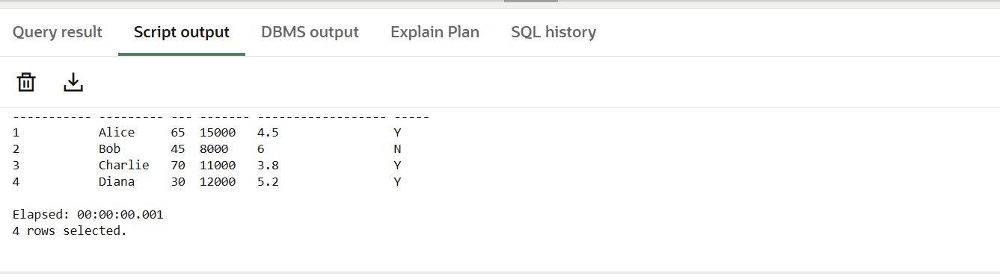 Query result Script output DBMS output Explain Plan SQL history
----------- --------- --- ------- ------------------ -----
1           Alice     65  15000   4.5                Y
2           Bob       45  8000    6                  N
3           Charlie   70  11000   3.8                Y
4           Diana     30  12000   5.2                Y
Elapsed: 00:00:00.001
4 rows selected.